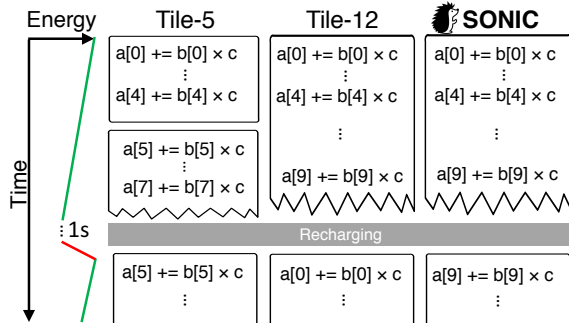 Energy
Tile-5
Tile-12
SONIC
a[0] += b[0] × c
⋮
a[4] += b[4] × c
a[5] += b[5] × c
⋮
a[7] += b[7] × c
a[0] += b[0] × c
⋮
a[4] += b[4] × c
⋮
a[9] += b[9] × c
a[0] += b[0] × c
⋮
a[4] += b[4] × c
⋮
a[9] += b[9] × c
Time
⋮ 1s
Recharging
a[5] += b[5] × c
⋮
a[0] += b[0] × c
⋮
a[9] += b[9] × c
⋮